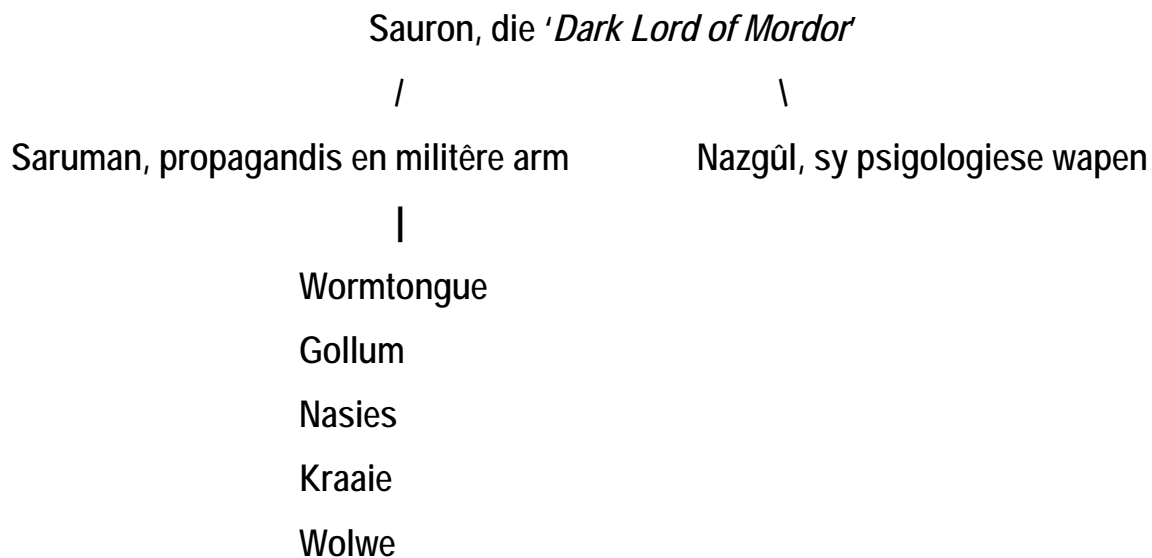 Sauron, die ‘Dark Lord of Mordor’
/ \
Saruman, propagandis en militêre arm Nazgûl, sy psigologiese wapen
|
Wormtongue
Gollum
Nasies
Kraaie
Wolwe